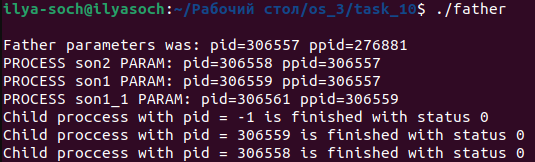 ilya-soch@ilyasoch:~/Рабочий стол/os_3/task_10$ ./father
Father parameters was: pid=306557 ppid=276881
PROCESS son2 PARAM: pid=306558 ppid=306557
PROCESS son1 PARAM: pid=306559 ppid=306557
PROCESS son1_1 PARAM: pid=306561 ppid=306559
Child proccess with pid = -1 is finished with status 0
Child proccess with pid = 306559 is finished with status 0
Child proccess with pid = 306558 is finished with status 0